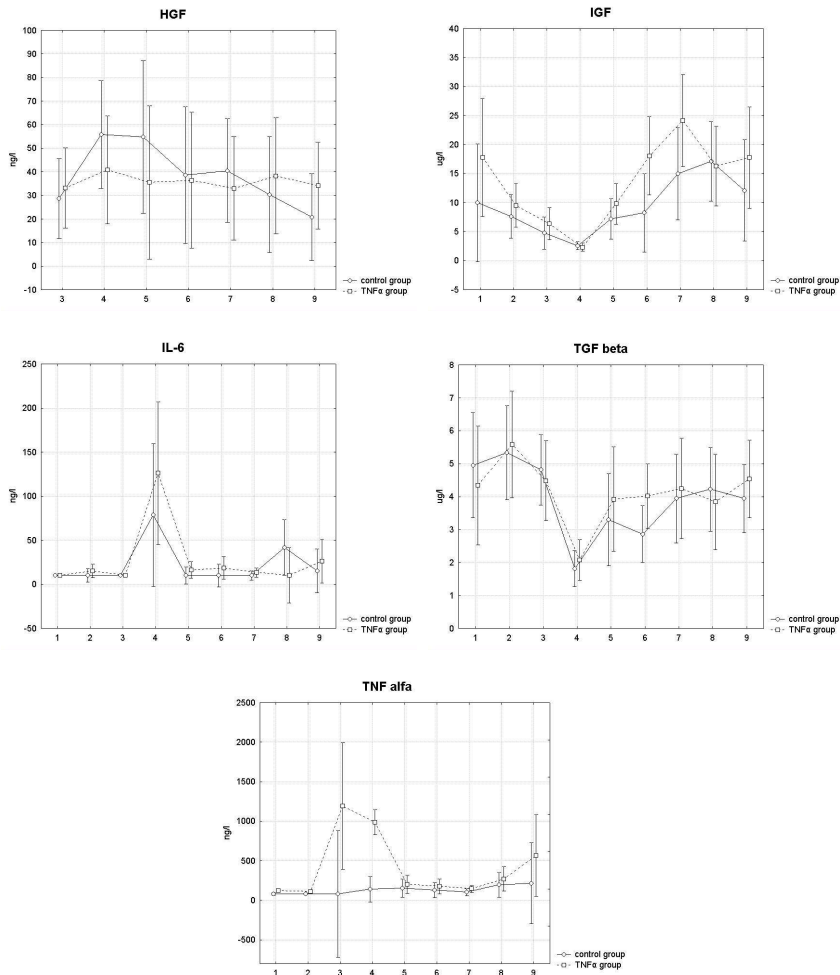 HGF
100
90
80
70
60
50
40
30
20
10
0
-10
ng/l
3 4 5 6 7 8 9
control group
TNFα group
IGF
40
35
30
25
20
15
10
5
0
-5
ug/l
1 2 3 4 5 6 7 8 9
control group
TNFα group
IL-6
250
200
150
100
50
0
-50
ng/l
1 2 3 4 5 6 7 8 9
control group
TNFα group
TGF beta
8
7
6
5
4
3
2
1
0
ug/l
1 2 3 4 5 6 7 8 9
control group
TNFα group
TNF alfa
2500
2000
1500
1000
500
0
-500
ng/l
1 2 3 4 5 6 7 8 9
control group
TNFα group